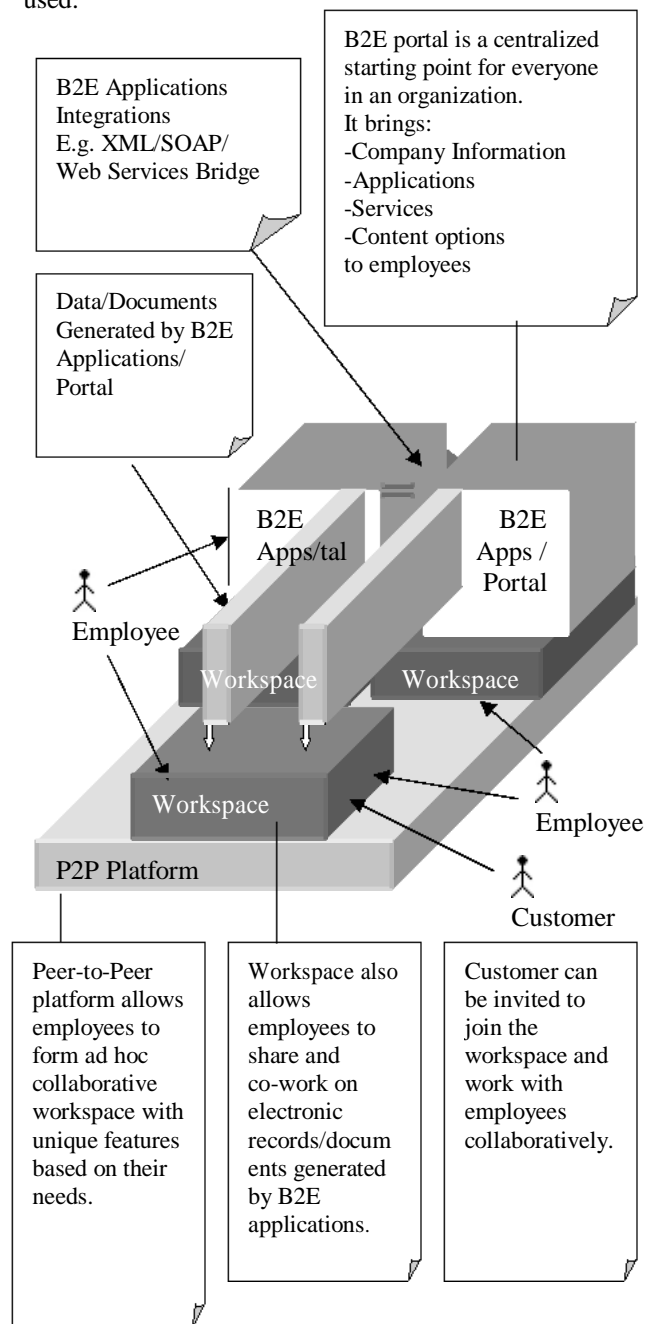 used.
B2E Applications
Integrations
E.g. XML/SOAP/
Web Services Bridge
B2E portal is a centralized
starting point for everyone
in an organization.
It brings:
-Company Information
-Applications
-Services
-Content options
to employees
Data/Documents
Generated by B2E
Applications/
Portal
B2E
Apps/tal
B2E
Apps /
Portal
Employee
Workspace
Workspace
Workspace
Employee
P2P Platform
Customer
Peer-to-Peer
platform allows
employees to
form ad hoc
collaborative
workspace with
unique features
based on their
needs.
Workspace also
allows
employees to
share and
co-work on
electronic
records/docum
ents generated
by B2E
applications.
Customer can
be invited to
join the
workspace and
work with
employees
collaboratively.